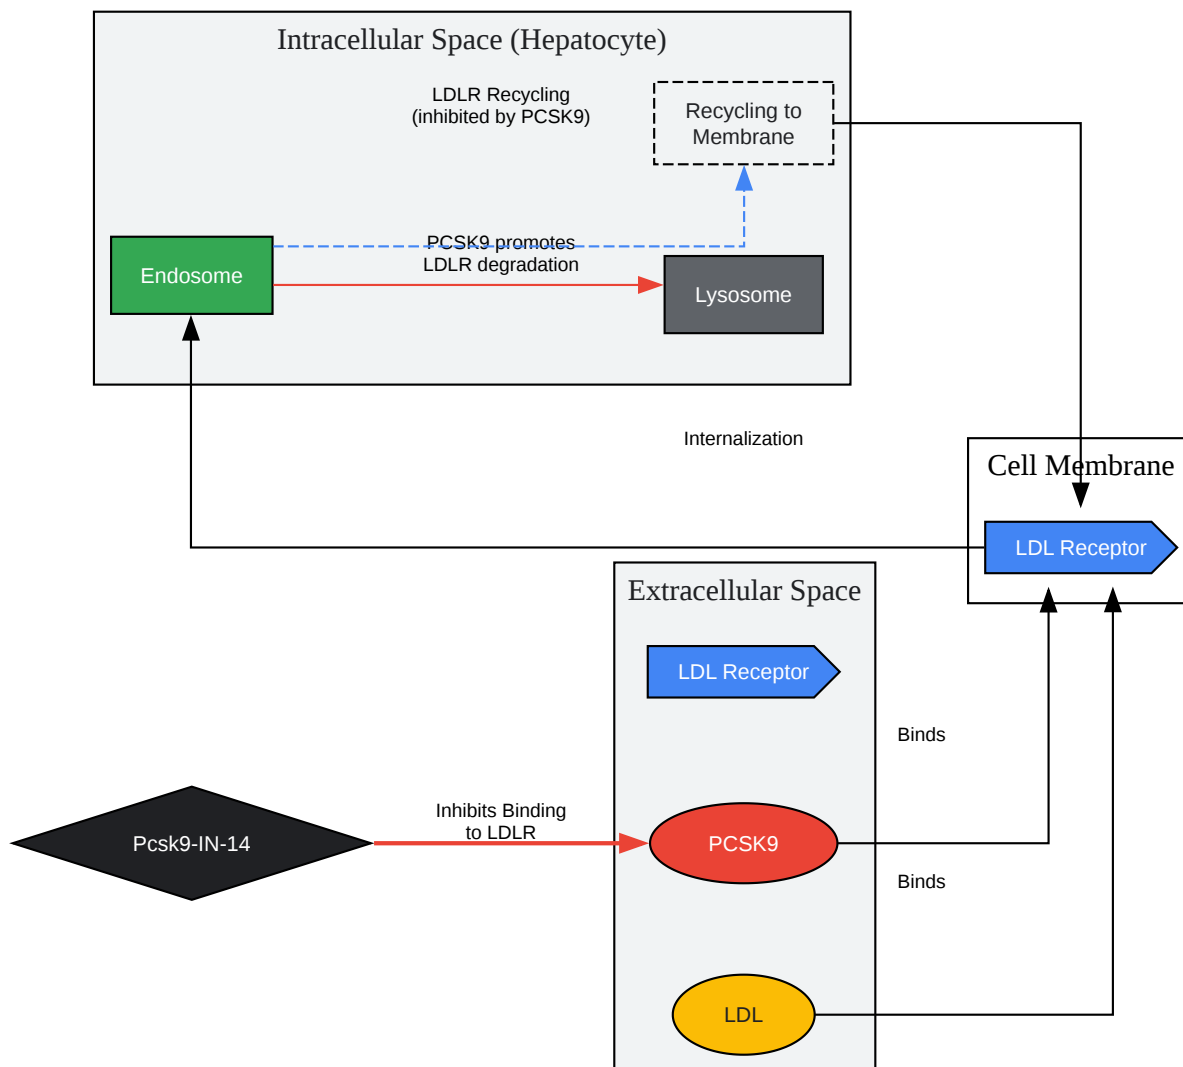 Intracellular Space (Hepatocyte)
LDLR Recycling
(inhibited by PCSK9)
Recycling to
Membrane
PCSK9 promotes
LDLR degradation
Endosome
Lysosome
Internalization
Cell Membrane
LDL Receptor
Extracellular Space
LDL Receptor
Binds
Inhibits Binding
to LDLR
Pcsk9-IN-14
PCSK9
Binds
LDL